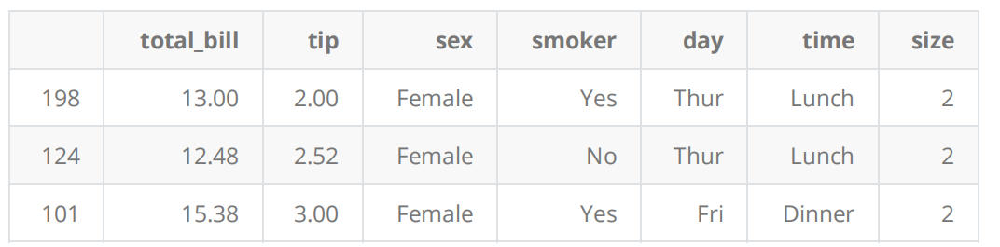 total_bill tip sex smoker day time size
198 13.00 2.00 Female Yes Thur Lunch 2
124 12.48 2.52 Female No Thur Lunch 2
101 15.38 3.00 Female Yes Fri Dinner 2